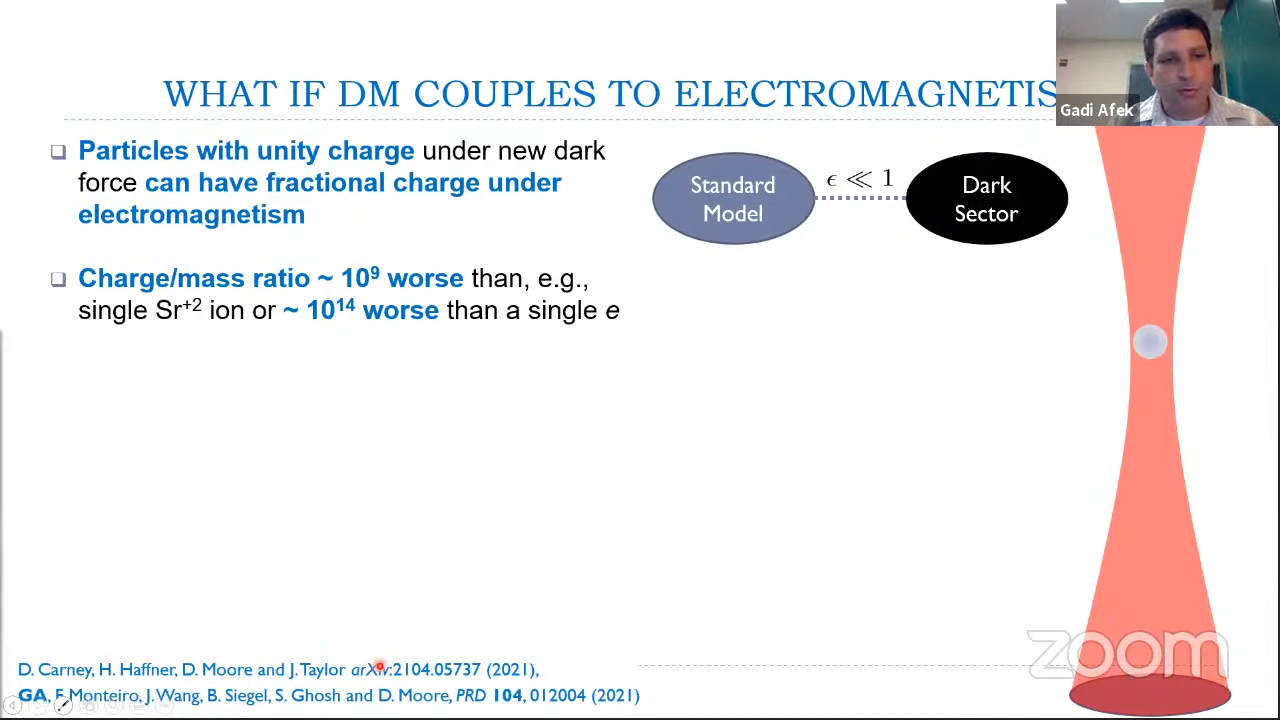 WHAT IF DM COUPLES TO ELECTROMAGNETIS
Gadi Afek
Particles with unity charge under new dark
force can have fractional charge under
electromagnetism
Standard
Model
ϵ ≪ 1
Dark
Sector
Charge/mass ratio ~ 10⁹ worse than, e.g.,
single Sr⁺² ion or ~ 10¹⁴ worse than a single e
zoom
D. Carney, H. Haffner, D. Moore and J. Taylor arXiv:2104.05737 (2021),
GA, F. Monteiro, J. Wang, B. Siegel, S. Ghosh and D. Moore, PRD 104, 012004 (2021)